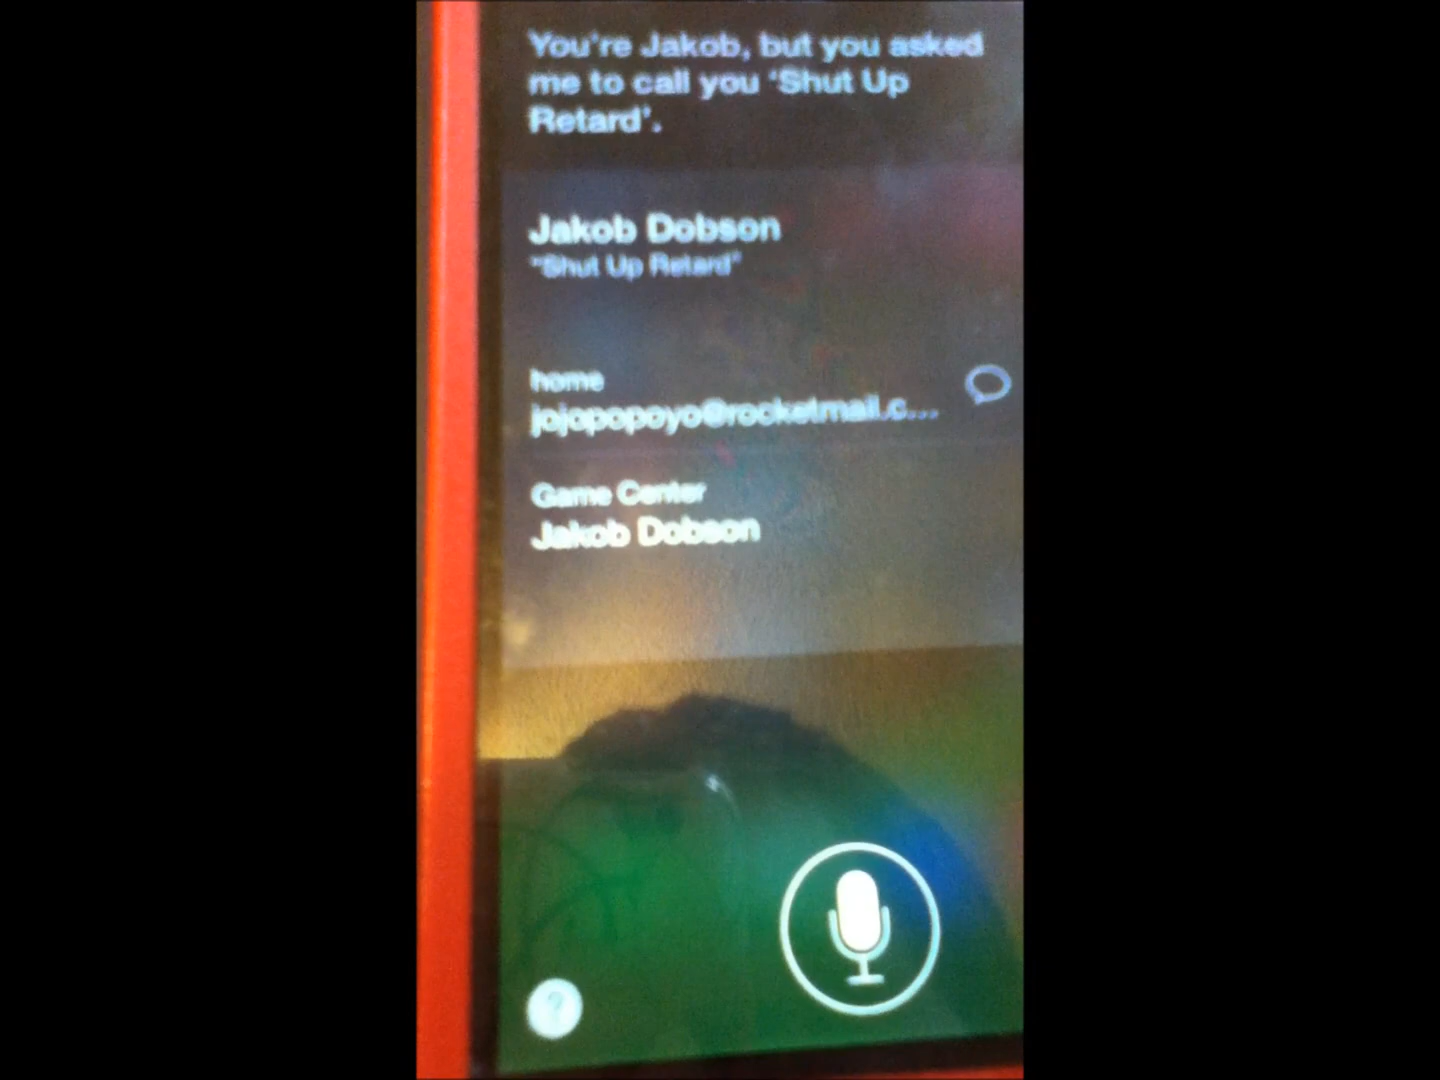 You're Jakob, but you asked
me to call you 'Shut Up
Retard'.
Jakob Dobson
"Shut Up Retard"
home
jojopopoyo@rocketmail.c...
Game Center
Jakob Dobson
?